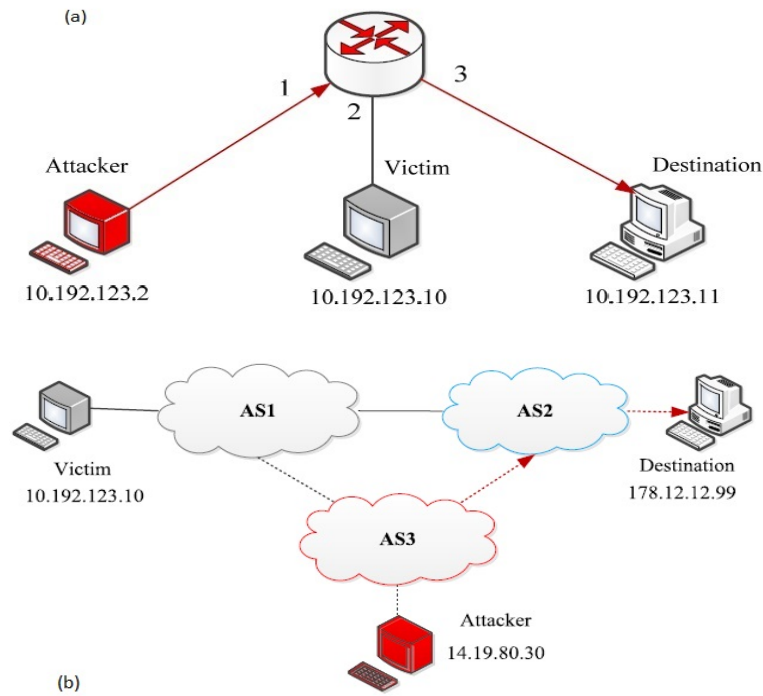 (a)
1
2
3
Attacker
Victim
Destination
10.192.123.2
10.192.123.10
10.192.123.11
AS1
AS2
Victim
10.192.123.10
Destination
178.12.12.99
AS3
Attacker
14.19.80.30
(b)